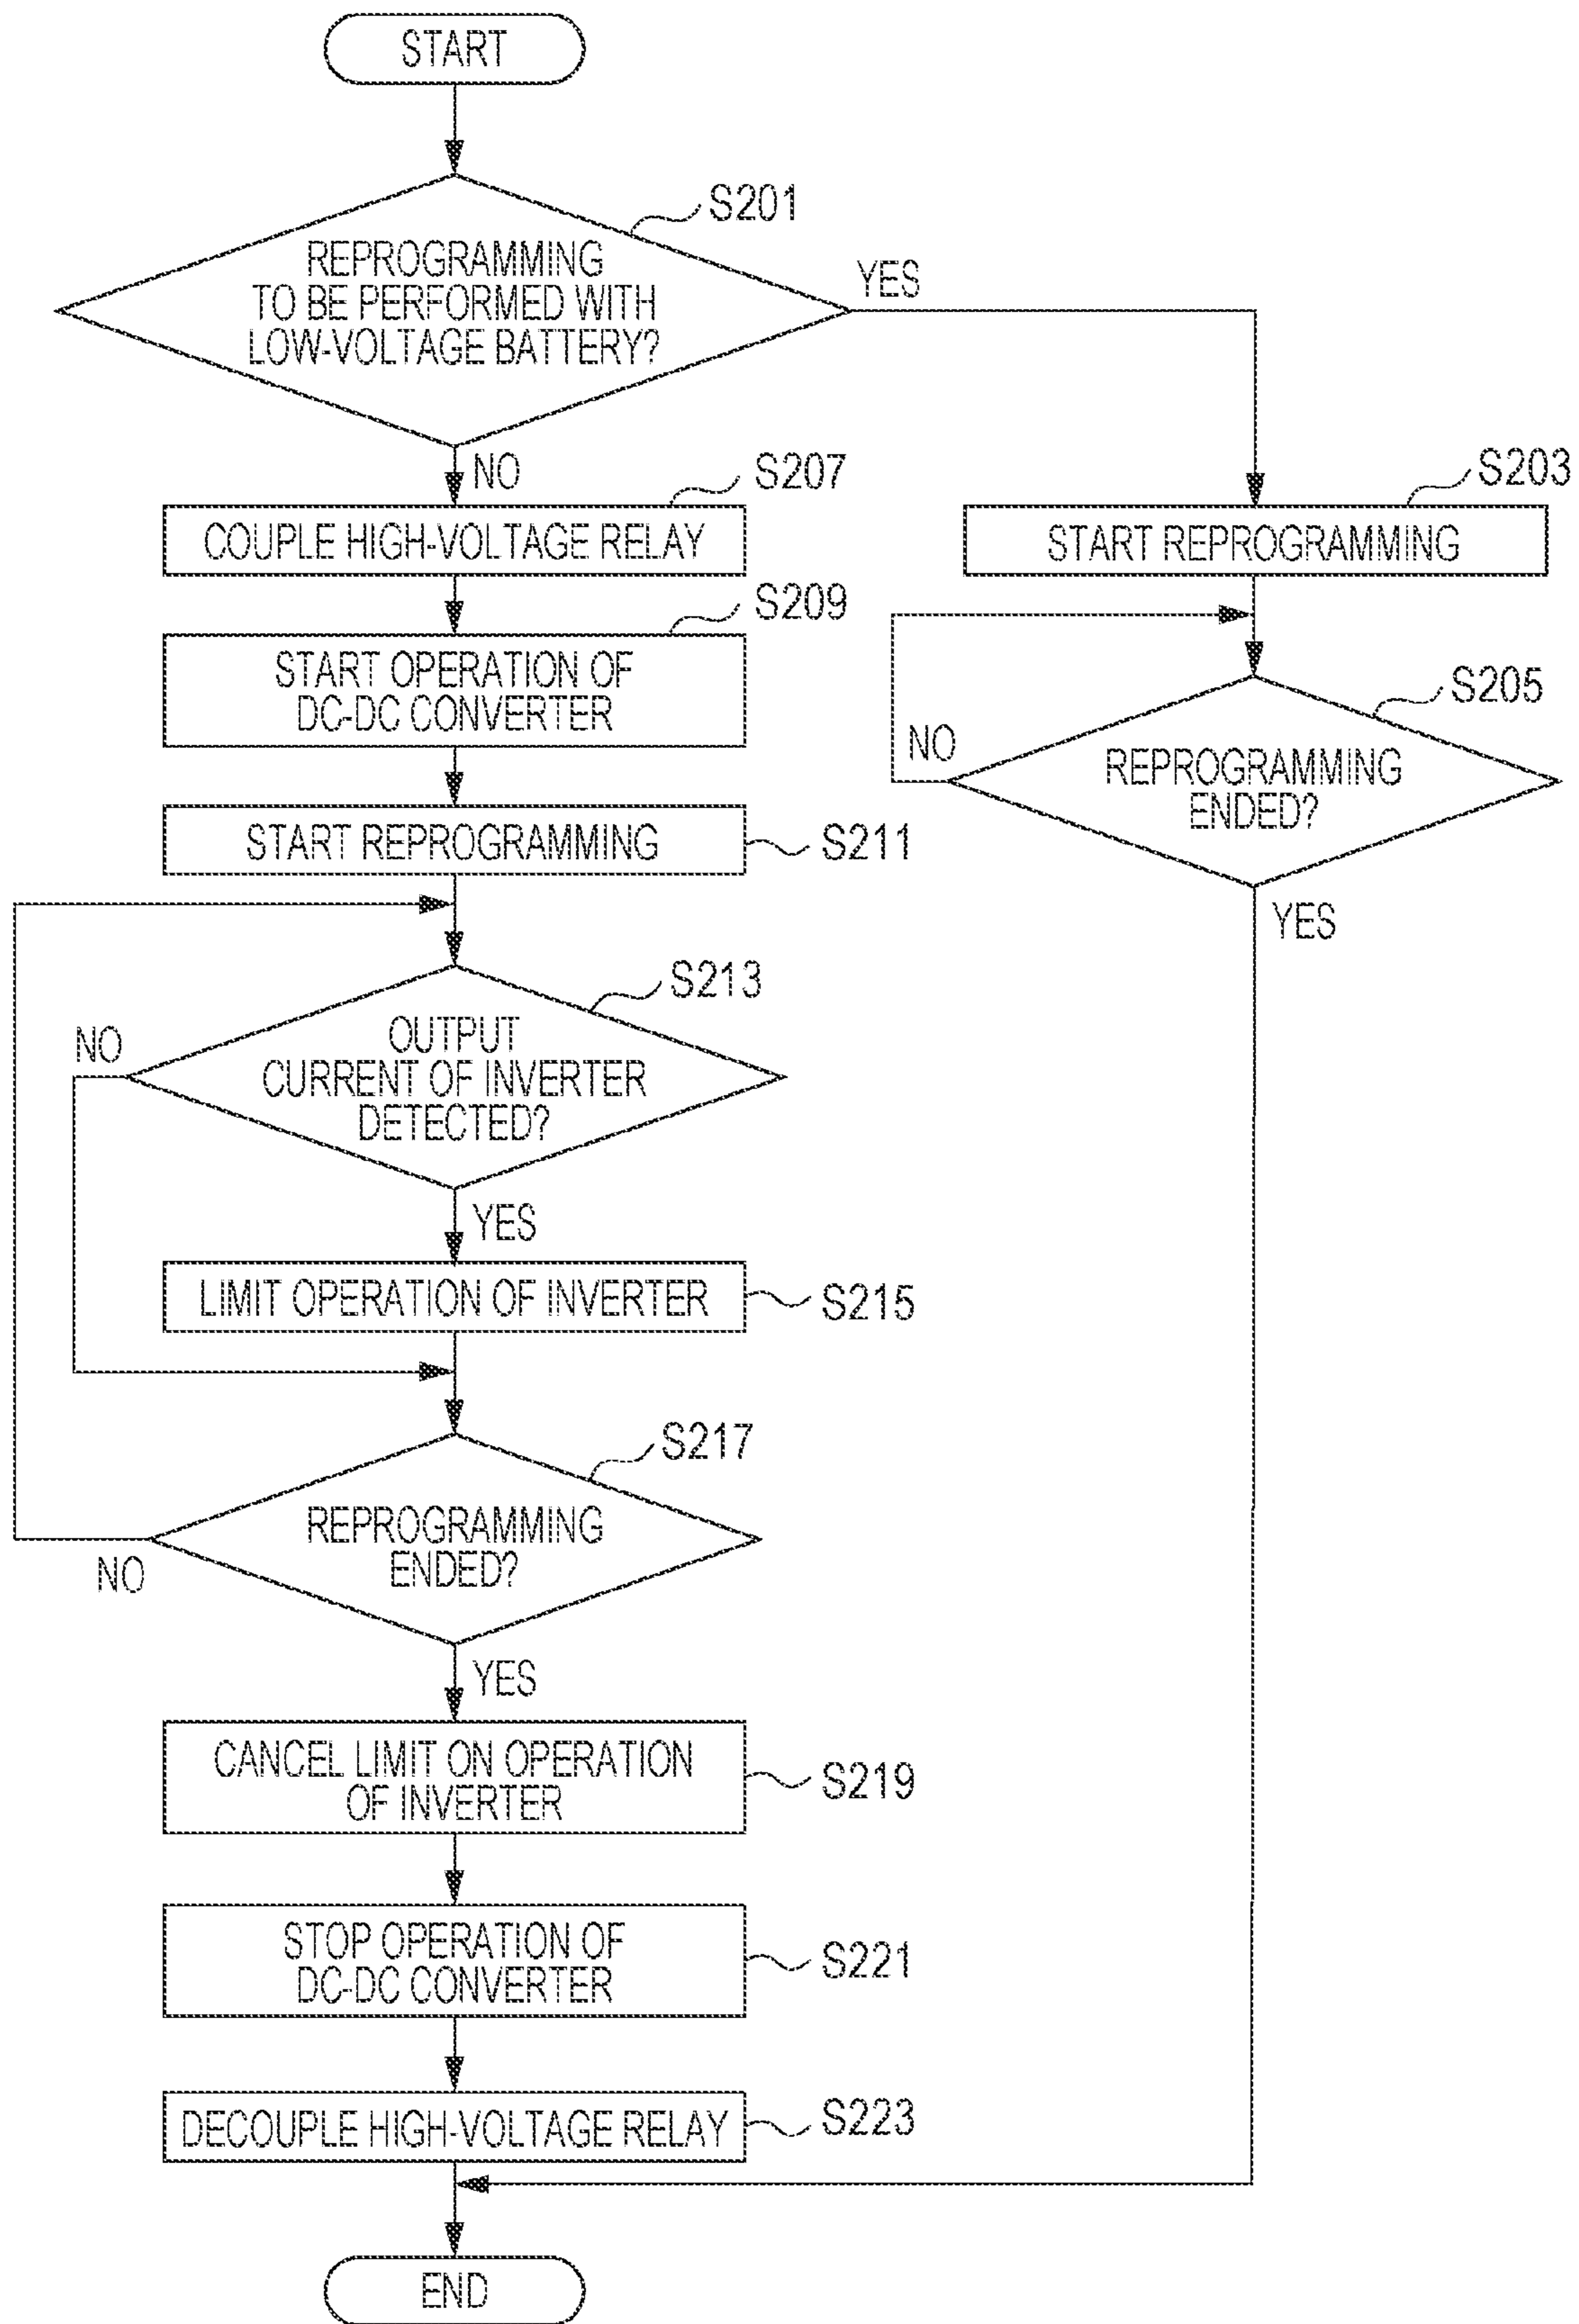 START
S201
REPROGRAMMING
TO BE PERFORMED WITH
LOW-VOLTAGE BATTERY?
YES
NO
S207
COUPLE HIGH-VOLTAGE RELAY
S203
START REPROGRAMMING
S209
START OPERATION OF
DC-DC CONVERTER
S205
NO
REPROGRAMMING
ENDED?
YES
START REPROGRAMMING
S211
S213
NO
OUTPUT
CURRENT OF INVERTER
DETECTED?
YES
LIMIT OPERATION OF INVERTER
S215
S217
REPROGRAMMING
ENDED?
NO
YES
CANCEL LIMIT ON OPERATION
OF INVERTER
S219
STOP OPERATION OF
DC-DC CONVERTER
S221
DECOUPLE HIGH-VOLTAGE RELAY
S223
END